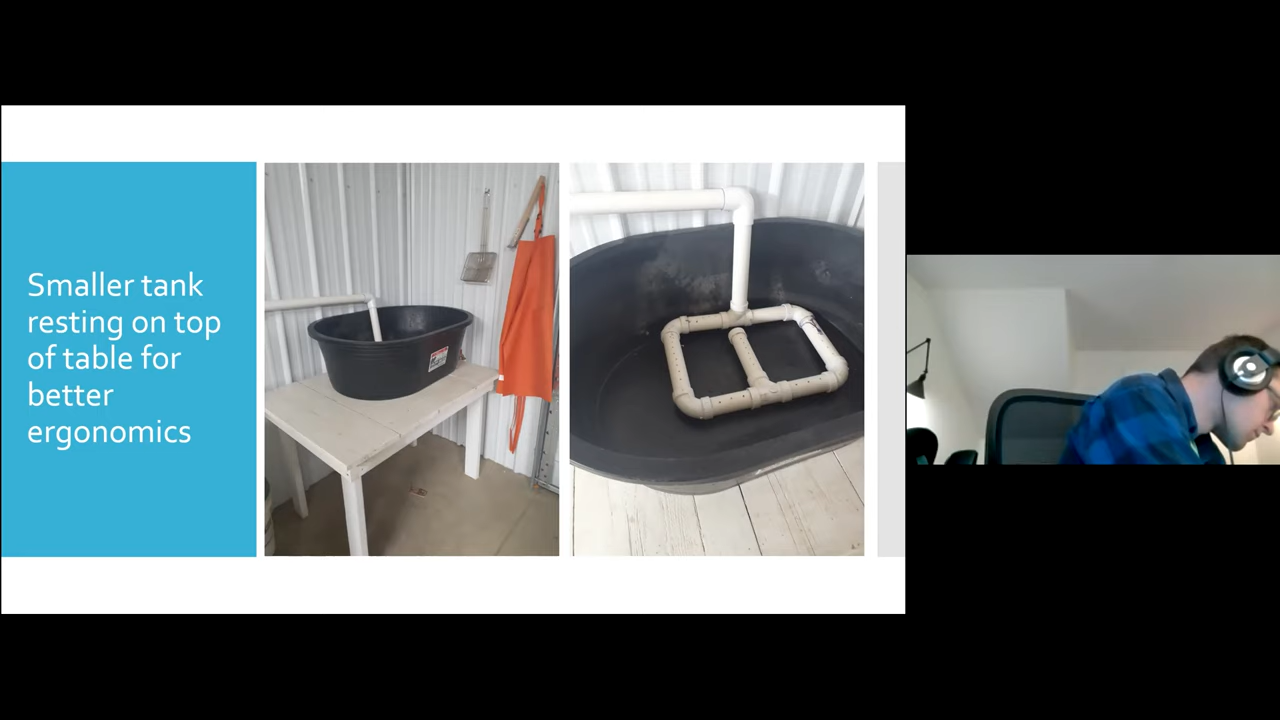 Smaller tank
resting on top
of table for
better
ergonomics